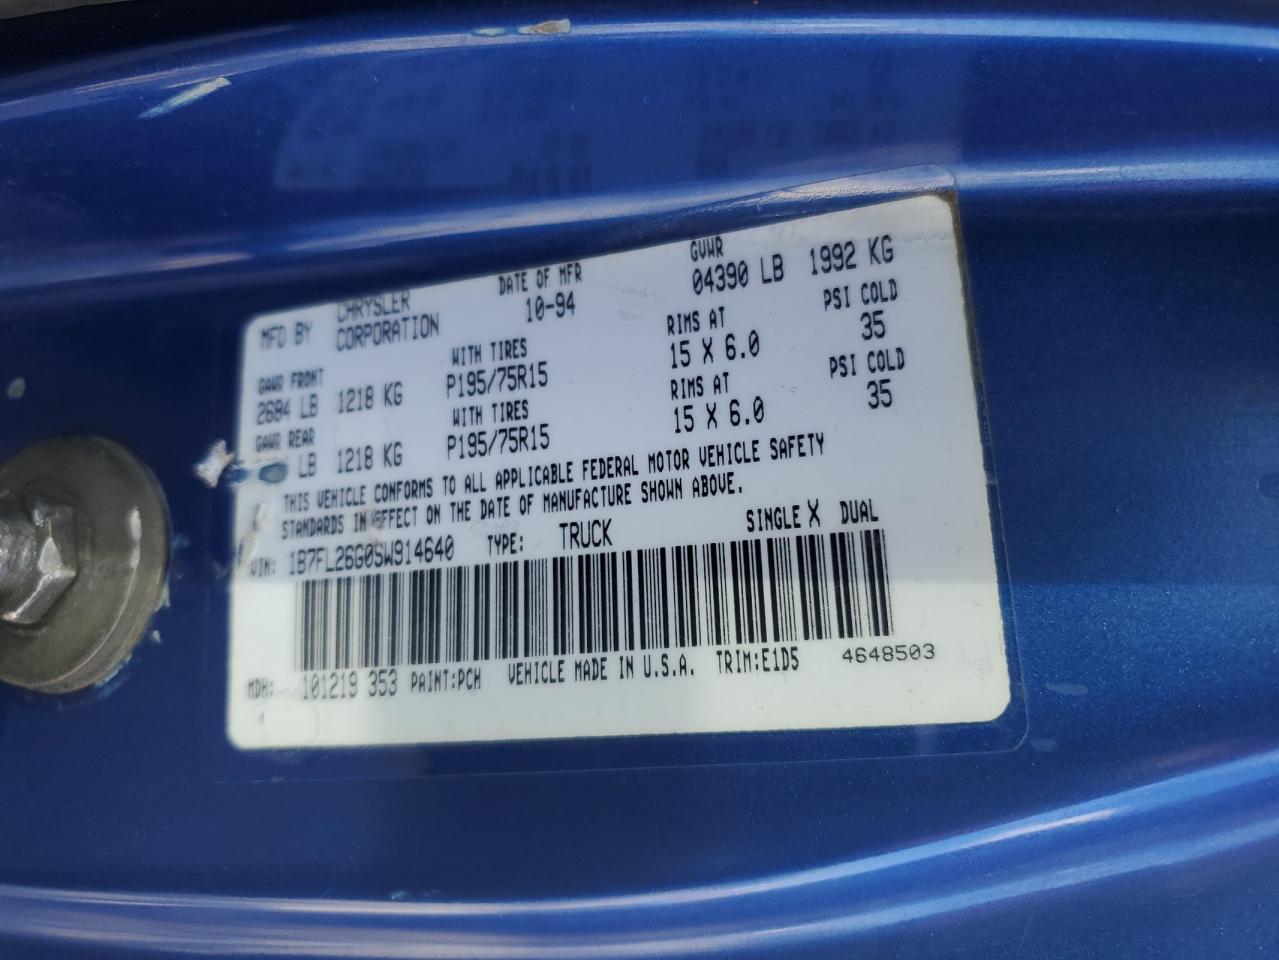 MFD BY CHRYSLER CORPORATION DATE OF MFR 10-94 GVWR 04390 LB 1992 KG
GAWR FRONT WITH TIRES RIMS AT PSI COLD
2684 LB 1218 KG P195/75R15 15 X 6.0 35
GAWR REAR WITH TIRES RIMS AT PSI COLD
LB 1218 KG P195/75R15 15 X 6.0 35
THIS VEHICLE CONFORMS TO ALL APPLICABLE FEDERAL MOTOR VEHICLE SAFETY
STANDARDS IN EFFECT ON THE DATE OF MANUFACTURE SHOWN ABOVE.
VIN: 1B7FL26G0SW914640 TYPE: TRUCK SINGLE X DUAL
MDH: 101219 353 PAINT:PCH VEHICLE MADE IN U.S.A. TRIM:E1D5 4648503